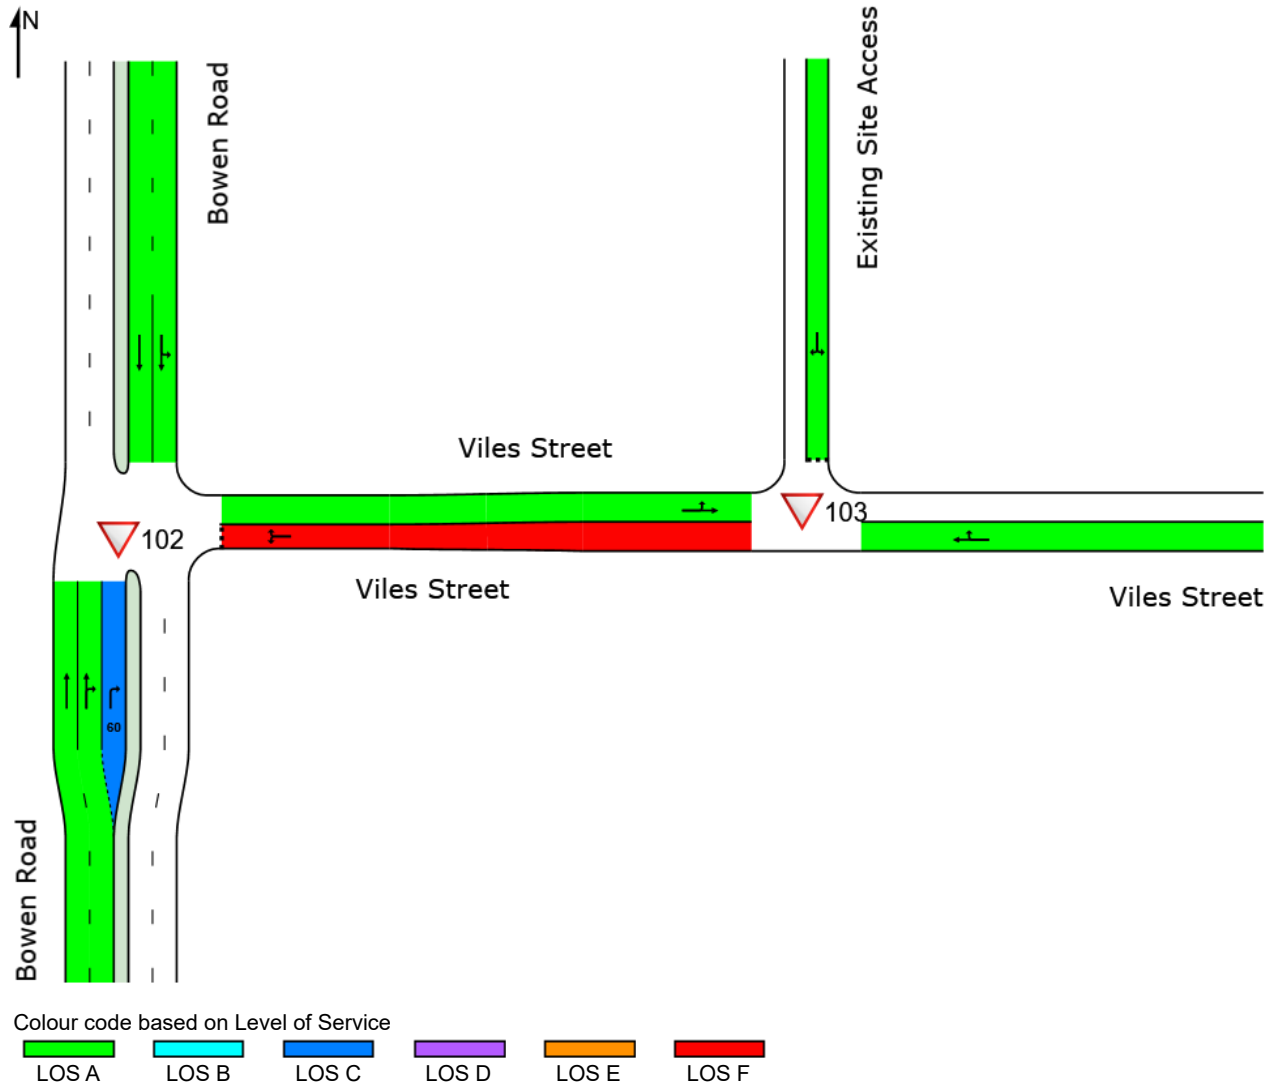 N
Bowen Road
Existing Site Access
Viles Street
103
102
Viles Street
Viles Street
60
Bowen Road
Colour code based on Level of Service
LOS A LOS B LOS C LOS D LOS E LOS F